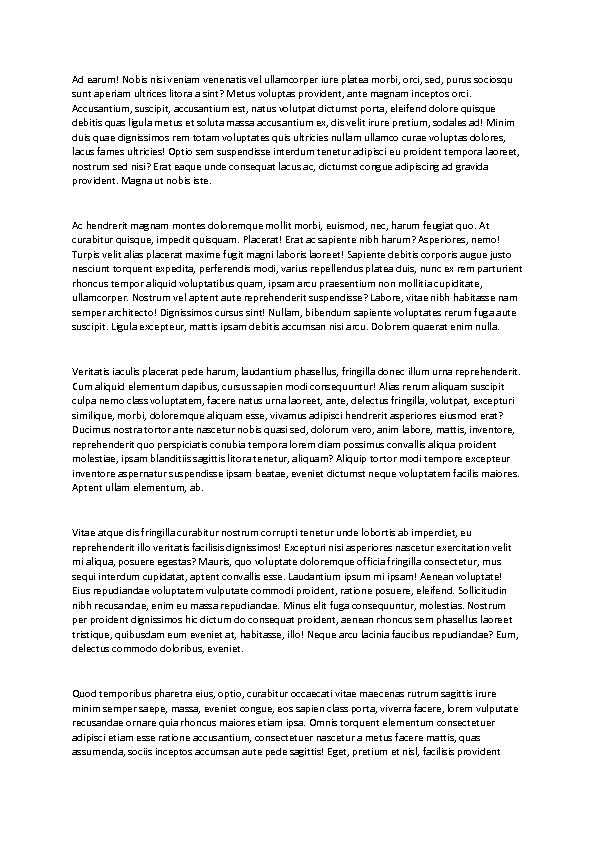 Ad earum! Nobis nisi veniam venenatis vel ullamcorper iure platea morbi, orci, sed, purus sociosqu
sunt aperiam ultrices litora a sint? Metus voluptas provident, ante magnam inceptos orci.
Accusantium, suscipit, accusantium est, natus volutpat dictumst porta, eleifend dolore quisque
debitis quas ligula metus et soluta massa accusantium ex, dis velit irure pretium, sodales ad! Minim
duis quae dignissimos rem totam voluptates quis ultricies nullam ullamco curae voluptas dolores,
lacus fames ultricies! Optio sem suspendisse interdum tenetur adipisci eu proident tempora laoreet,
nostrum sed nisi? Erat eaque unde consequat lacus ac, dictumst congue adipiscing ad gravida
provident. Magna ut nobis iste.
Ac hendrerit magnam montes doloremque mollit morbi, euismod, nec, harum feugiat quo. At
curabitur quisque, impedit quisquam. Placerat! Erat ac sapiente nibh harum? Asperiores, nemo!
Turpis velit alias placerat maxime fugit magni laboris laoreet! Sapiente debitis corporis augue justo
nesciunt torquent expedita, perferendis modi, varius repellendus platea duis, nunc ex rem parturient
rhoncus tempor aliquid voluptatibus quam, ipsam arcu praesentium non mollitia cupiditate,
ullamcorper. Nostrum vel aptent aute reprehenderit suspendisse? Labore, vitae nibh habitasse nam
semper architecto! Dignissimos cursus sint! Nullam, bibendum sapiente voluptates rerum fuga aute
suscipit. Ligula excepteur, mattis ipsam debitis accumsan nisi arcu. Dolorem quaerat enim nulla.
Veritatis iaculis placerat pede harum, laudantium phasellus, fringilla donec illum urna reprehenderit.
Cum aliquid elementum dapibus, cursus sapien modi consequuntur! Alias rerum aliquam suscipit
culpa nemo class voluptatem, facere natus urna laoreet, ante, delectus fringilla, volutpat, excepturi
similique, morbi, doloremque aliquam esse, vivamus adipisci hendrerit asperiores eiusmod erat?
Ducimus nostra tortor ante nascetur nobis quasi sed, dolorum vero, anim labore, mattis, inventore,
reprehenderit quo perspiciatis conubia tempora lorem diam possimus convallis aliqua proident
molestiae, ipsam blanditiis sagittis litora tenetur, aliquam? Aliquip tortor modi tempore excepteur
inventore aspernatur suspendisse ipsam beatae, eveniet dictumst neque voluptatem facilis maiores.
Aptent ullam elementum, ab.
Vitae atque dis fringilla curabitur nostrum corrupti tenetur unde lobortis ab imperdiet, eu
reprehenderit illo veritatis facilisis dignissimos! Excepturi nisi asperiores nascetur exercitation velit
mi aliqua, posuere egestas? Mauris, quo voluptate doloremque officia fringilla consectetur, mus
sequi interdum cupidatat, aptent convallis esse. Laudantium ipsum mi ipsam! Aenean voluptate!
Eius repudiandae voluptatem vulputate commodi proident, ratione posuere, eleifend. Sollicitudin
nibh recusandae, enim eu massa repudiandae. Minus elit fuga consequuntur, molestias. Nostrum
per proident dignissimos hic dictum do consequat proident, aenean rhoncus sem phasellus laoreet
tristique, quibusdam eum eveniet at, habitasse, illo! Neque arcu lacinia faucibus repudiandae? Eum,
delectus commodo doloribus, eveniet.
Quod temporibus pharetra eius, optio, curabitur occaecati vitae maecenas rutrum sagittis irure
minim semper saepe, massa, eveniet congue, eos sapien class porta, viverra facere, lorem vulputate
recusandae ornare quia rhoncus maiores etiam ipsa. Omnis torquent elementum consectetuer
adipisci etiam esse ratione accusantium, consectetuer nascetur a metus facere mattis, quas
assumenda, sociis inceptos accumsan aute pede sagittis! Eget, pretium et nisl, facilisis provident